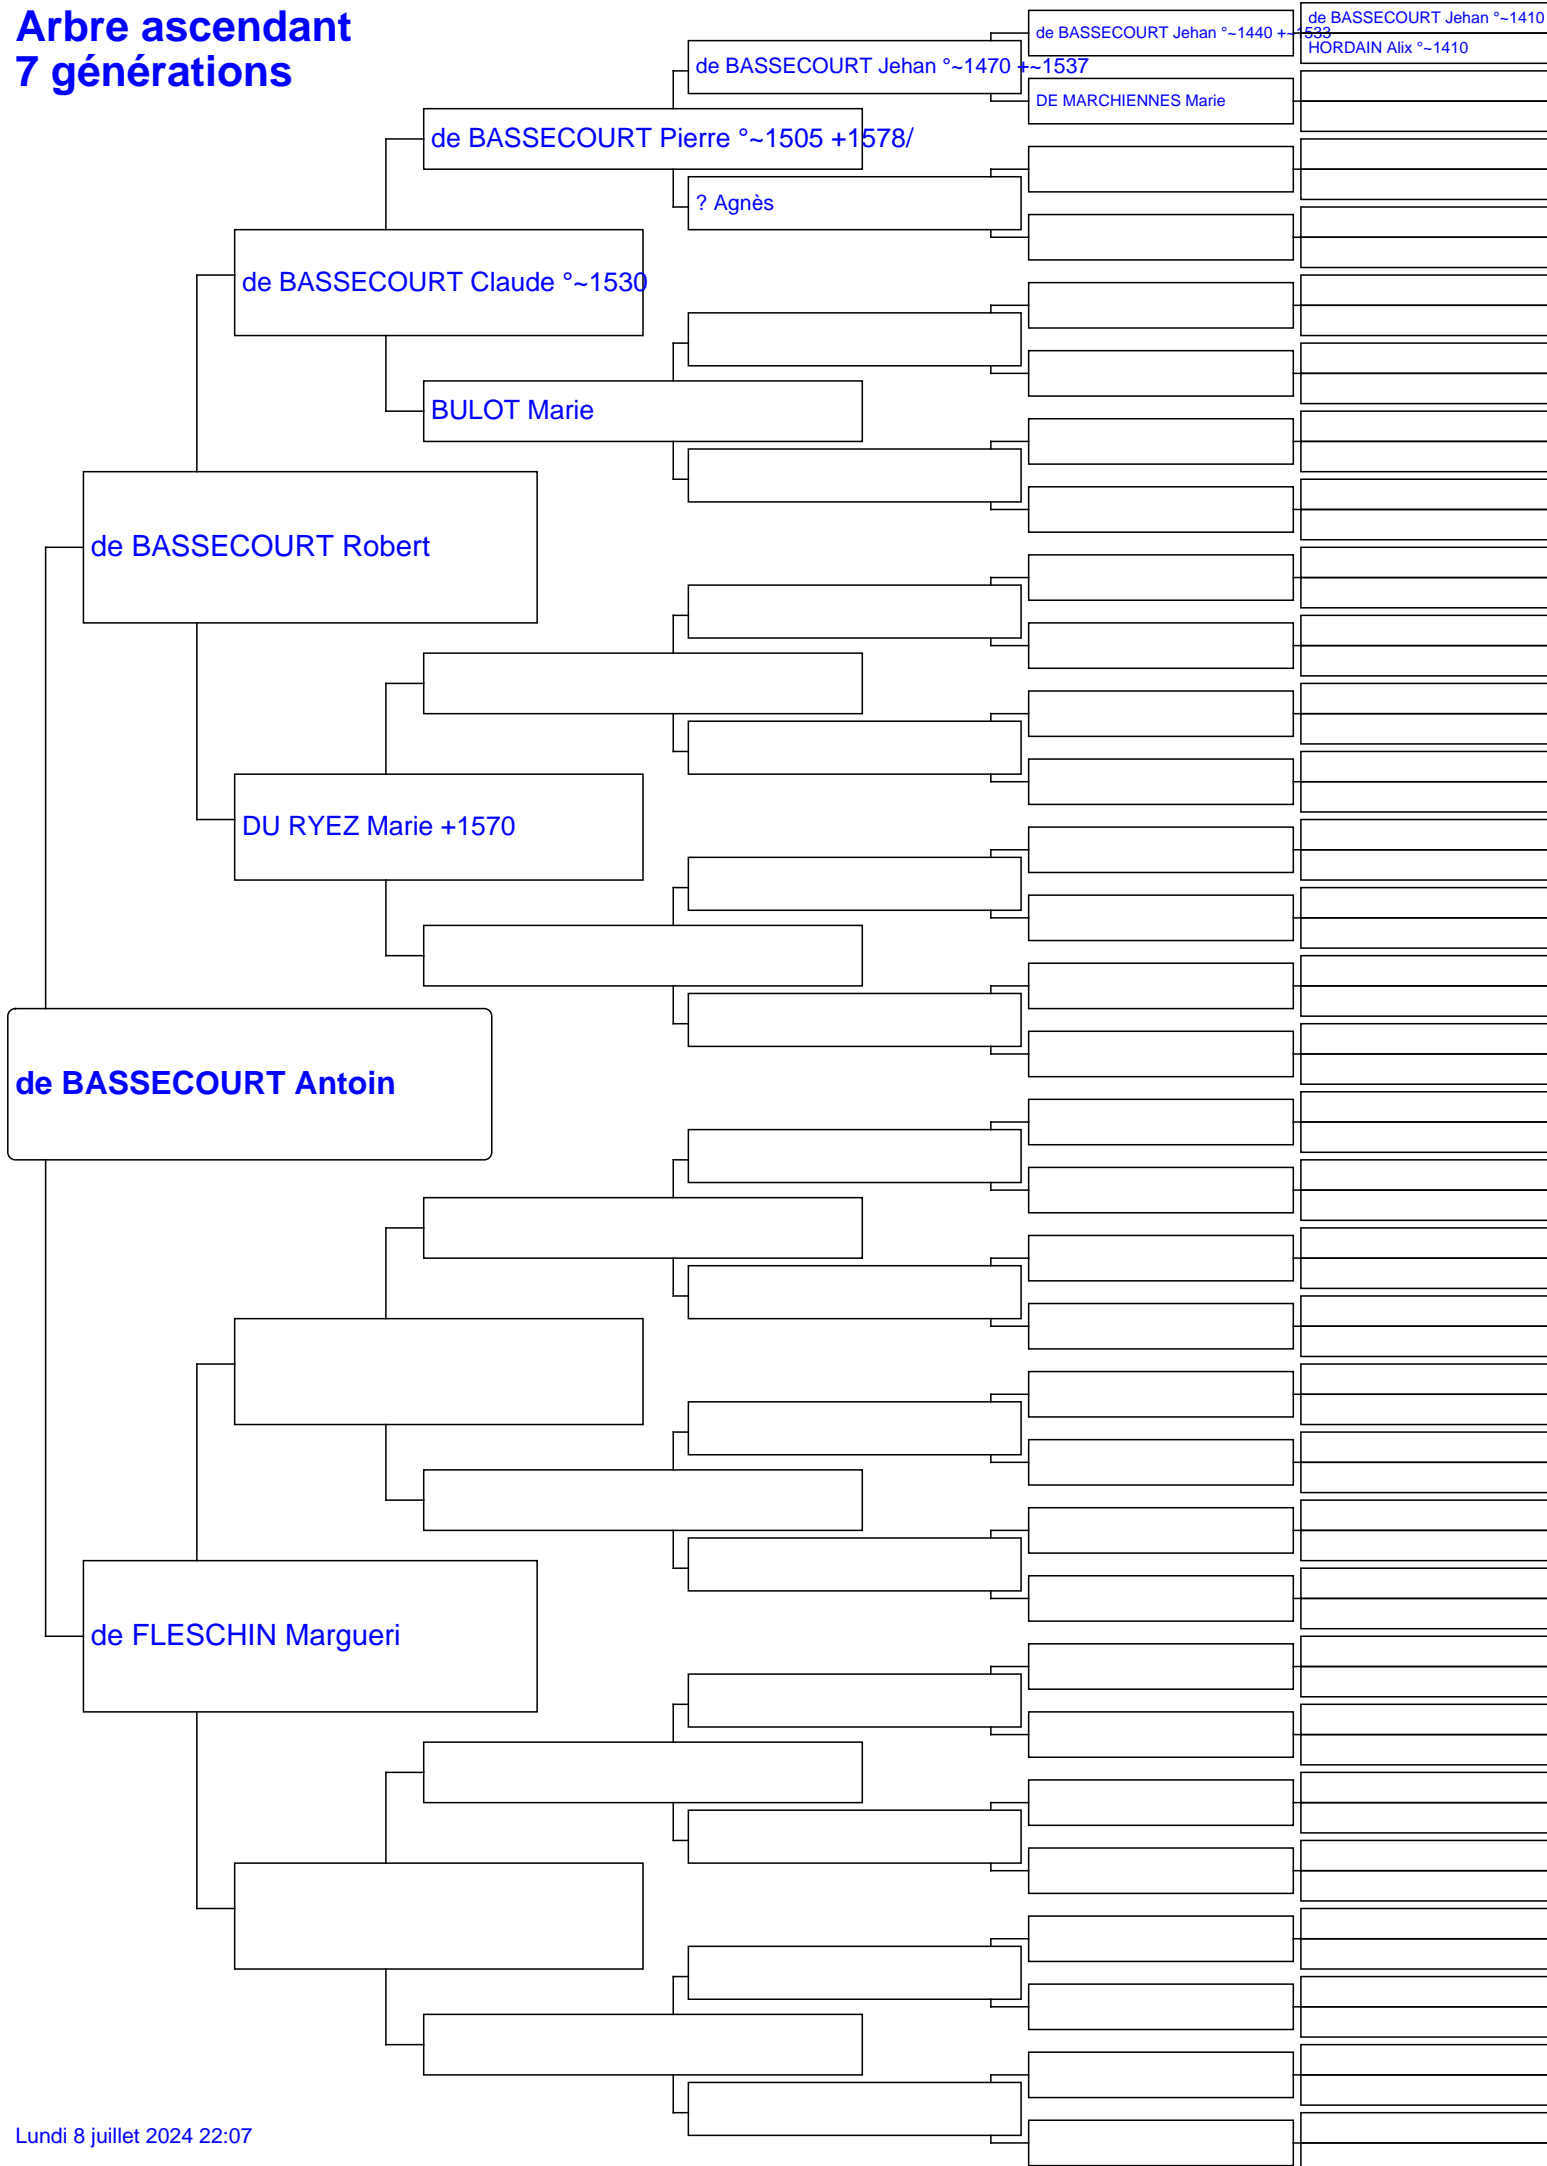 Arbre ascendant
7 générations
de BASSECOURT Jehan °~1410
de BASSECOURT Jehan °~1440 +~1533
HORDAIN Alix °~1410
de BASSECOURT Jehan °~1470 +~1537
DE MARCHIENNES Marie
de BASSECOURT Pierre °~1505 +1578/
? Agnès
de BASSECOURT Claude °~1530
BULOT Marie
de BASSECOURT Robert
DU RYEZ Marie +1570
de BASSECOURT Antoin
de FLESCHIN Margueri
Lundi 8 juillet 2024 22:07